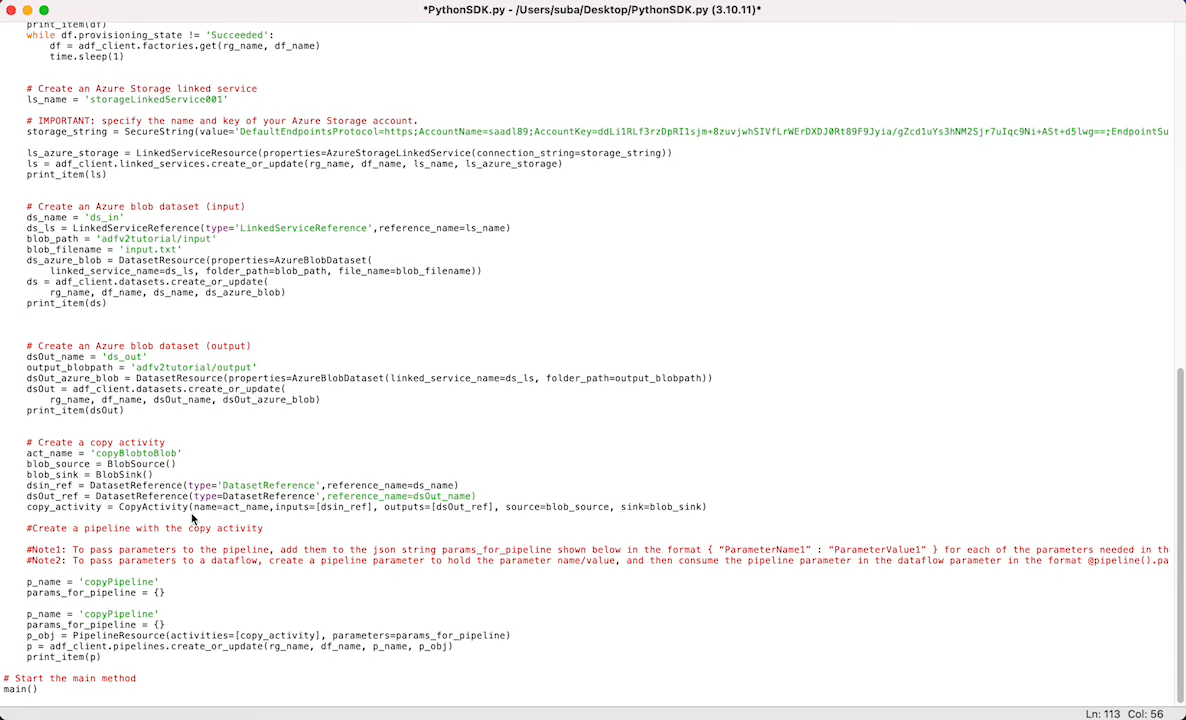 *PythonSDK.py - /Users/suba/Desktop/PythonSDK.py (3.10.11)*
print_item(df)
while df.provisioning_state != 'Succeeded':
df = adf_client.factories.get(rg_name, df_name)
time.sleep(1)
# Create an Azure Storage linked service
ls_name = 'storageLinkedService001'
# IMPORTANT: specify the name and key of your Azure Storage account.
storage_string = SecureString(value='DefaultEndpointsProtocol=https;AccountName=saadl89;AccountKey=
ls_azure_storage = LinkedServiceResource(properties=AzureStorageLinkedService(connection_string=storage_string))
ls = adf_client.linked_services.create_or_update(rg_name, df_name, ls_name, ls_azure_storage)
print_item(ls)
# Create an Azure blob dataset (input)
ds_name = 'ds_in'
ds_ls = LinkedServiceReference(type='LinkedServiceReference',reference_name=ls_name)
blob_path = 'adfv2tutorial/input'
blob_filename = 'input.txt'
ds_azure_blob = DatasetResource(properties=AzureBlobDataset(
linked_service_name=ds_ls, folder_path=blob_path, file_name=blob_filename))
ds = adf_client.datasets.create_or_update(
rg_name, df_name, ds_name, ds_azure_blob)
print_item(ds)
# Create an Azure blob dataset (output)
dsOut_name = 'ds_out'
output_blobpath = 'adfv2tutorial/output'
dsOut_azure_blob = DatasetResource(properties=AzureBlobDataset(linked_service_name=ds_ls, folder_path=output_blobpath))
dsOut = adf_client.datasets.create_or_update(
rg_name, df_name, dsOut_name, dsOut_azure_blob)
print_item(dsOut)
# Create a copy activity
act_name = 'copyBlobtoBlob'
blob_source = BlobSource()
blob_sink = BlobSink()
dsin_ref = DatasetReference(type='DatasetReference',reference_name=ds_name)
dsOut_ref = DatasetReference(type=DatasetReference',reference_name=dsOut_name)
copy_activity = CopyActivity(name=act_name,inputs=[dsin_ref], outputs=[dsOut_ref], source=blob_source, sink=blob_sink)
#Create a pipeline with the copy activity
#Note1: To pass parameters to the pipeline, add them to the json string params_for_pipeline shown below in the format { “ParameterName1” : “ParameterValue1” } for each of the parameters needed in th
#Note2: To pass parameters to a dataflow, create a pipeline parameter to hold the parameter name/value, and then consume the pipeline parameter in the dataflow parameter in the format @pipeline().pa
p_name = 'copyPipeline'
params_for_pipeline = {}
p_name = 'copyPipeline'
params_for_pipeline = {}
p_obj = PipelineResource(activities=[copy_activity], parameters=params_for_pipeline)
p = adf_client.pipelines.create_or_update(rg_name, df_name, p_name, p_obj)
print_item(p)
# Start the main method
main()
Ln: 113 Col: 56